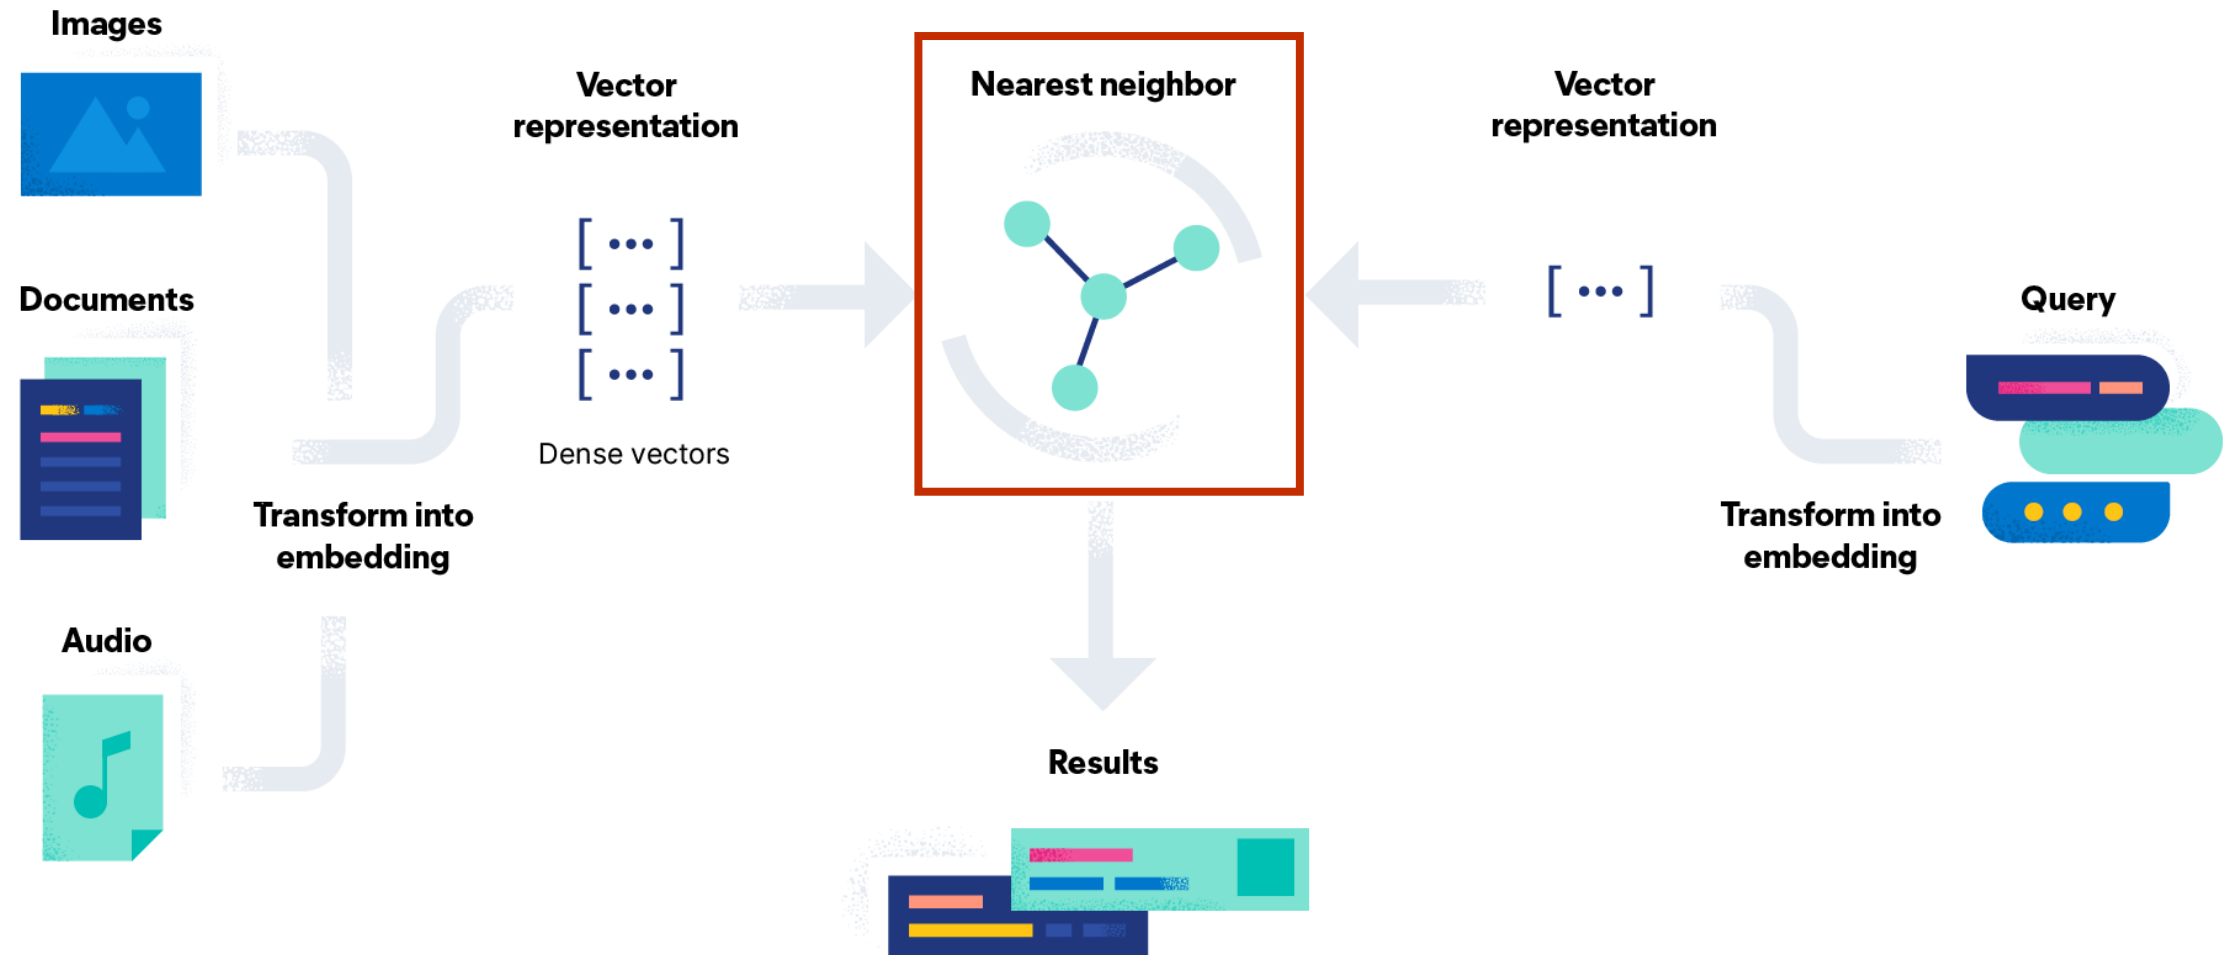 Images
Documents
Audio
Transform into
embedding
Vector
representation
[ ••• ]
[ ••• ]
[ ••• ]
Dense vectors
Nearest neighbor
Results
Vector
representation
[ ••• ]
Transform into
embedding
Query